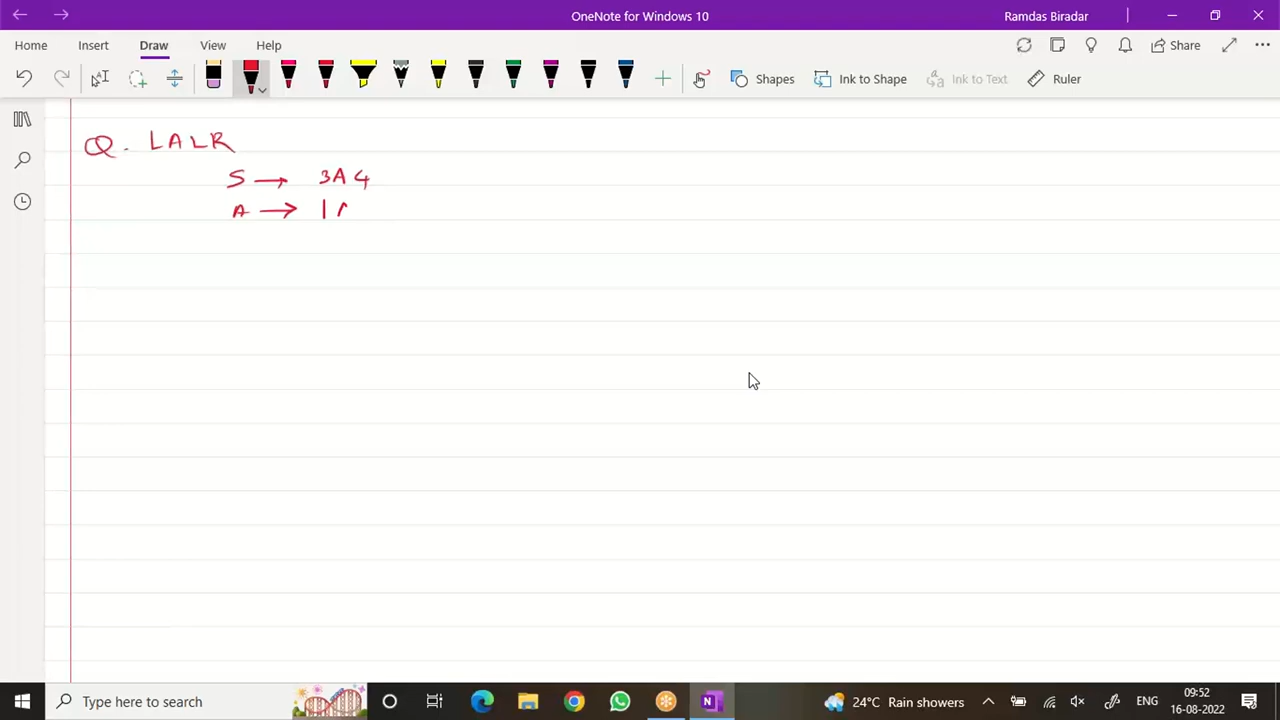 OneNote for Windows 10
Ramdas Biradar
Home Insert Draw View Help
Share
Shapes
Ink to Shape
Ink to Text
Ruler
Q. LALR
S → 3A4
A → 1
Type here to search
24°C Rain showers
ENG
09:52
16-08-2022